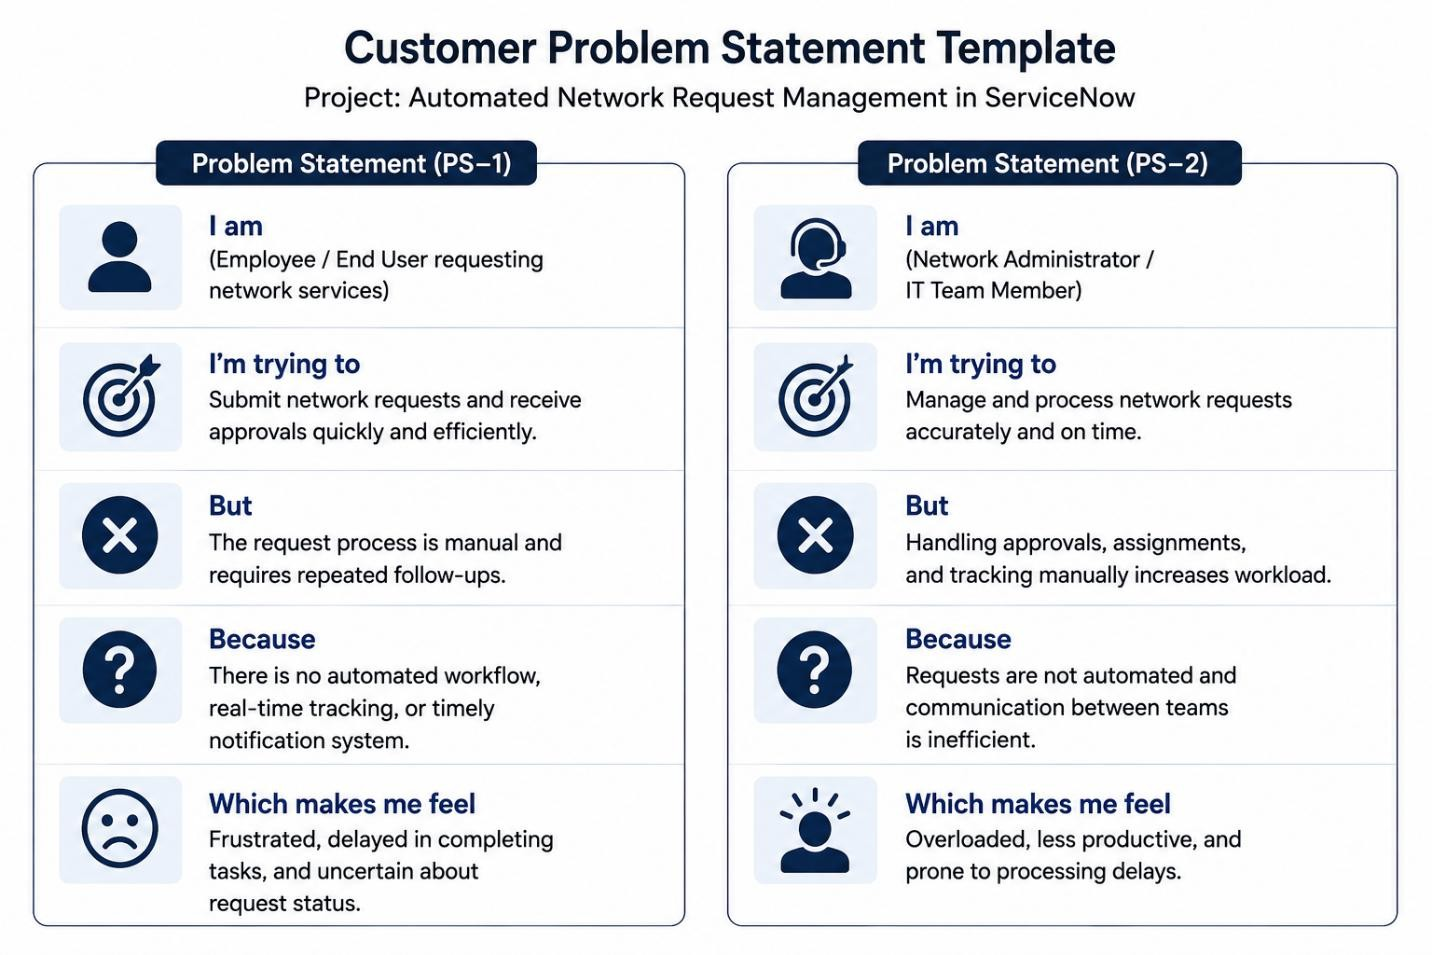 Customer Problem Statement Template
Project: Automated Network Request Management in ServiceNow
Problem Statement (PS–1)
I am
(Employee / End User requesting
network services)
I’m trying to
Submit network requests and receive
approvals quickly and efficiently.
But
The request process is manual and
requires repeated follow-ups.
Because
There is no automated workflow,
real-time tracking, or timely
notification system.
Which makes me feel
Frustrated, delayed in completing
tasks, and uncertain about
request status.
Problem Statement (PS–2)
I am
(Network Administrator /
IT Team Member)
I’m trying to
Manage and process network requests
accurately and on time.
But
Handling approvals, assignments,
and tracking manually increases workload.
Because
Requests are not automated and
communication between teams
is inefficient.
Which makes me feel
Overloaded, less productive, and
prone to processing delays.